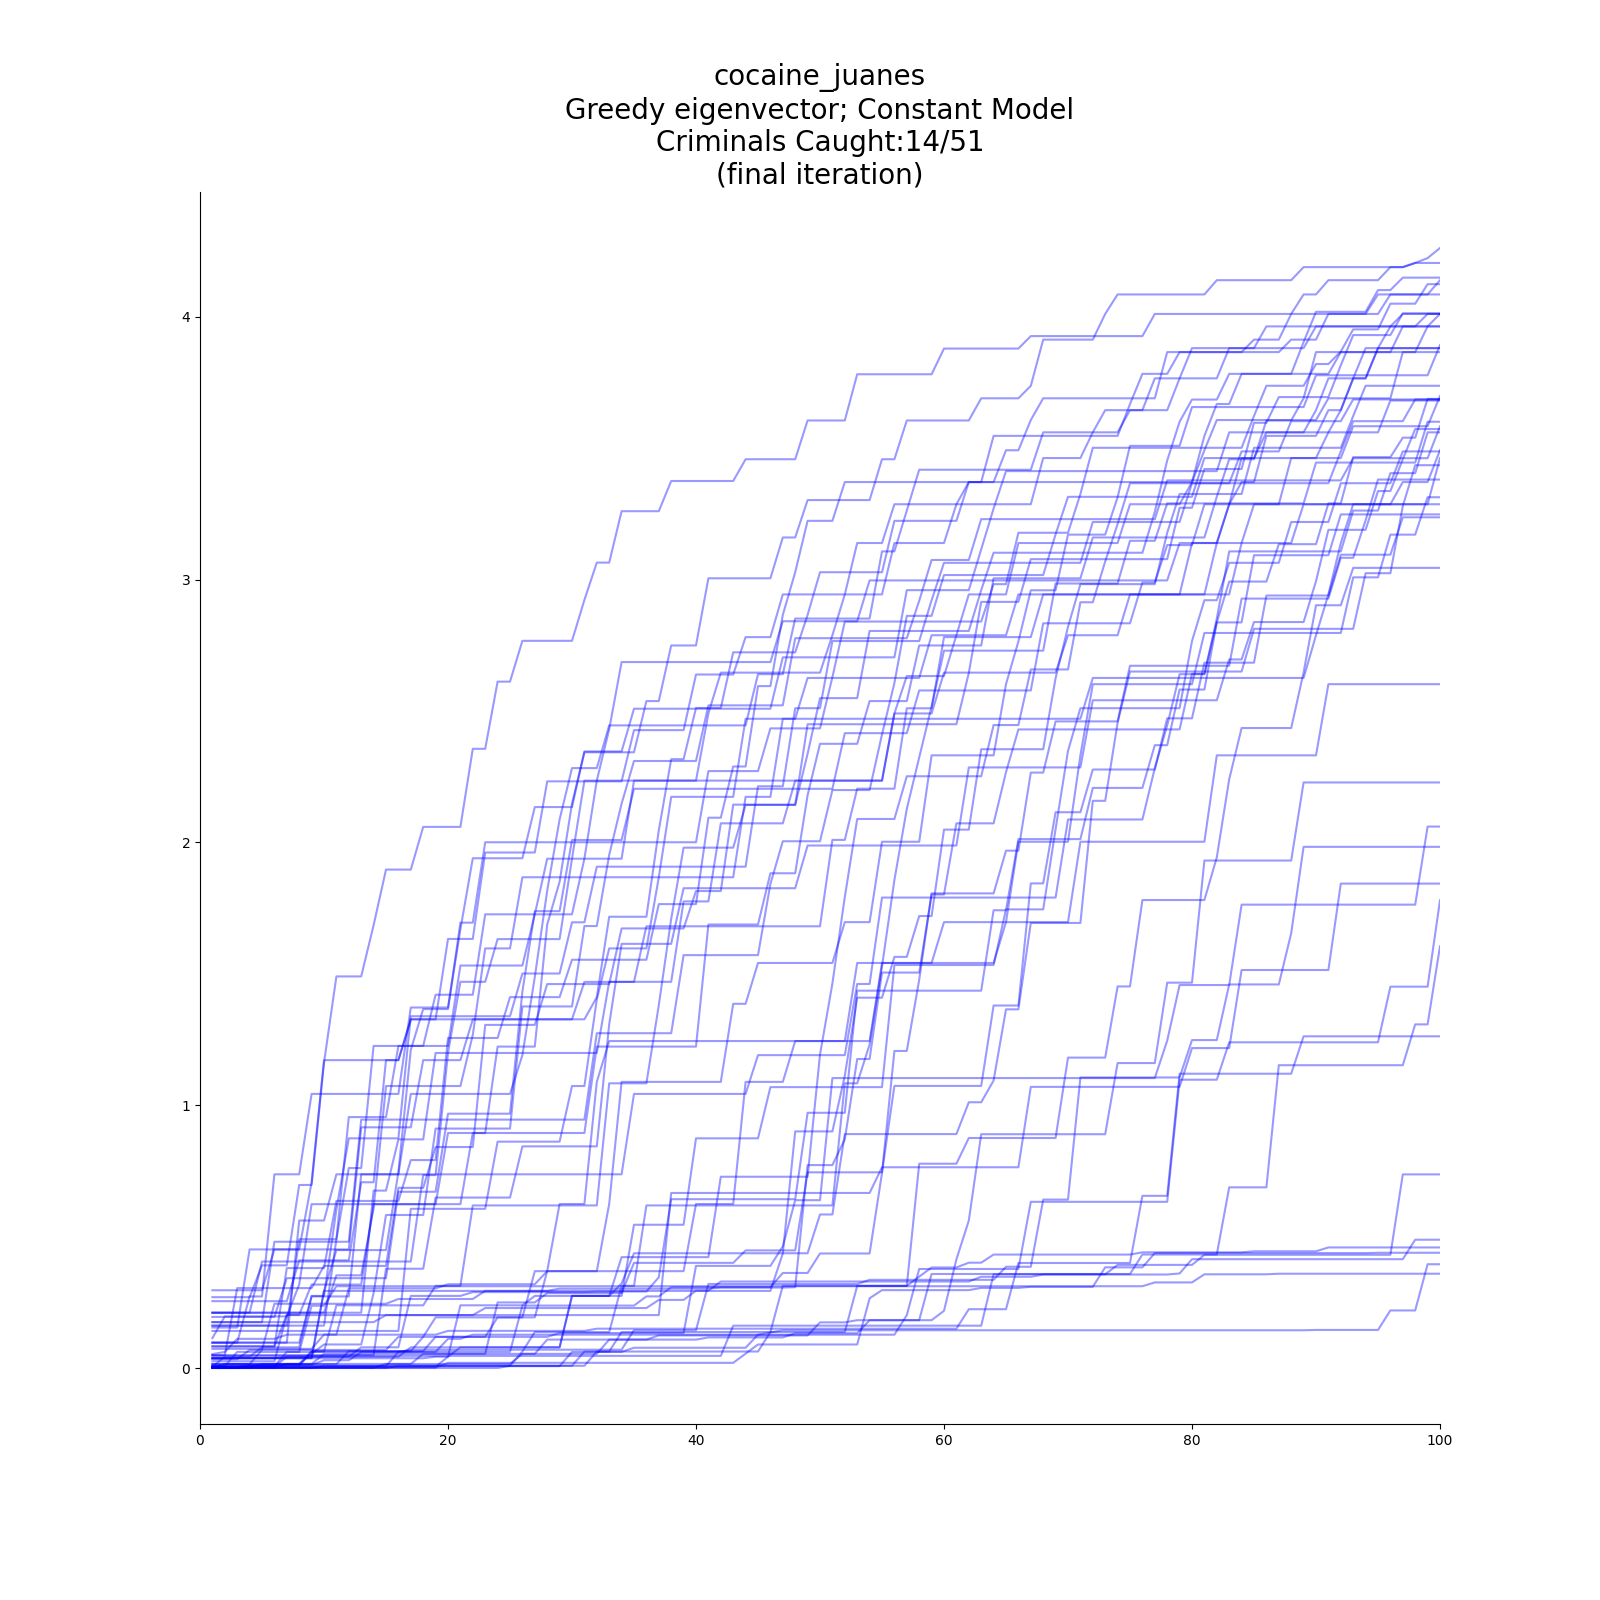 cocaine_juanes
Greedy eigenvector; Constant Model
Criminals Caught:14/51
(final iteration)
4
3
2
1
0
0 20 40 60 80 100